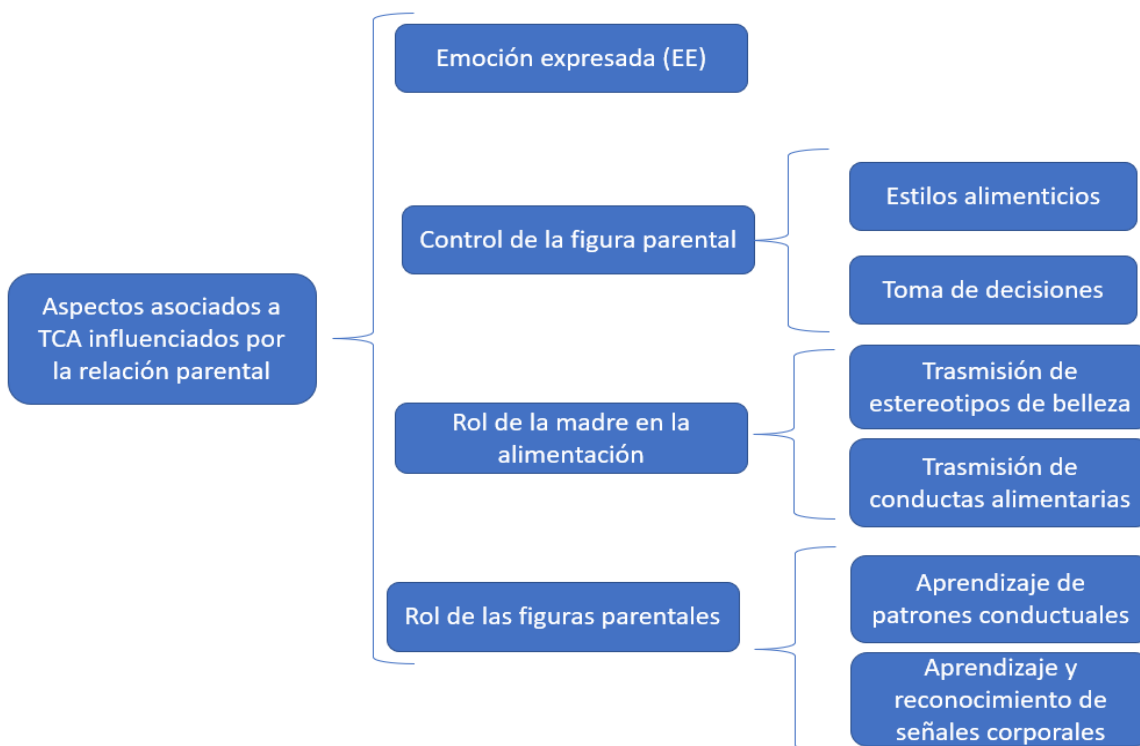 Aspectos asociados a
TCA influenciados por
la relación parental
Emoción expresada (EE)
Control de la figura parental
Estilos alimenticios
Toma de decisiones
Rol de la madre en la
alimentación
Trasmisión de
estereotipos de belleza
Trasmisión de
conductas alimentarias
Rol de las figuras parentales
Aprendizaje de
patrones conductuales
Aprendizaje y
reconocimiento de
señales corporales